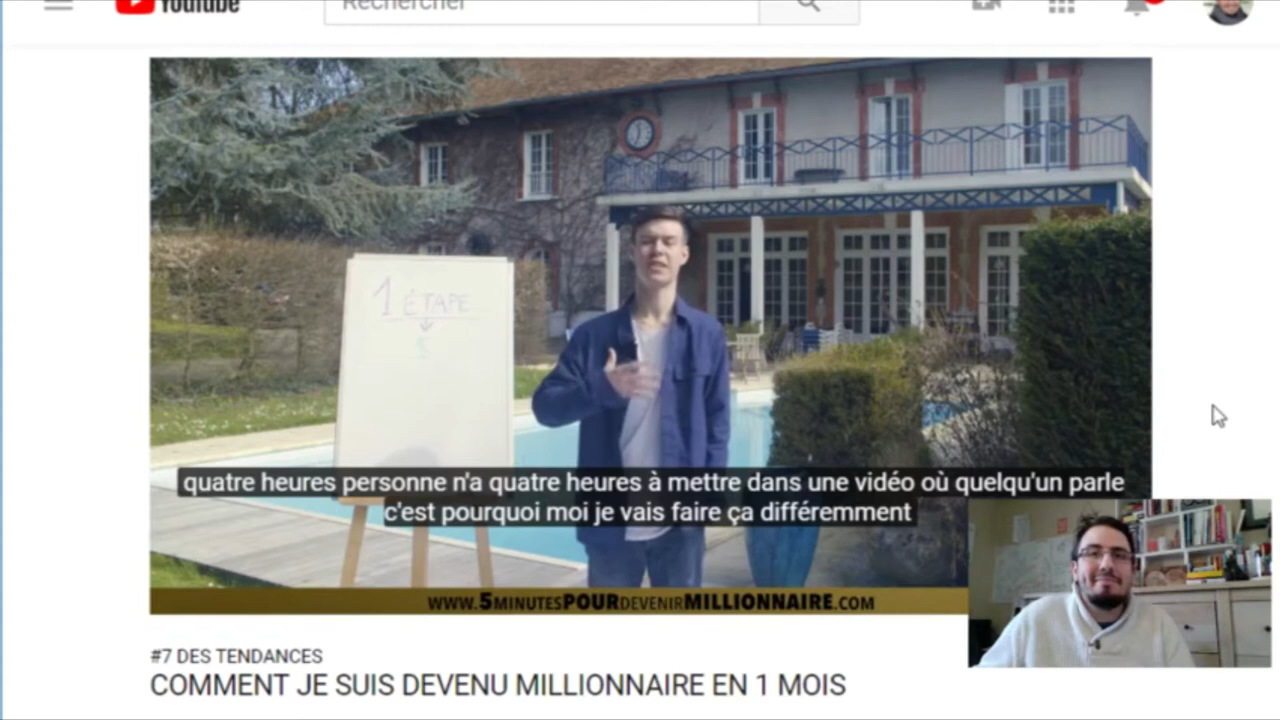 YouTube
Rechercher
1 ÉTAPE
quatre heures personne n'a quatre heures à mettre dans une vidéo où quelqu'un parle
c'est pourquoi moi je vais faire ça différemment
WWW.5MINUTESPOURDEVENIRMILLIONNAIRE.COM
#7 DES TENDANCES
COMMENT JE SUIS DEVENU MILLIONNAIRE EN 1 MOIS